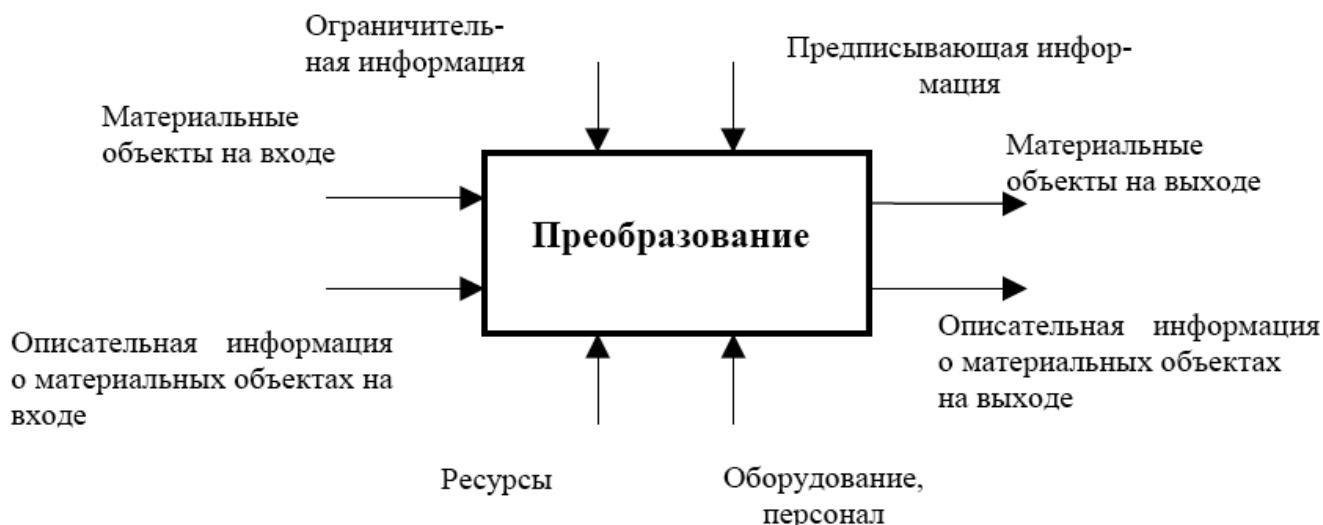 Ограничитель-
ная информация
Предписывающая инфор-
мация
Материальные
объекты на входе
Материальные
объекты на выходе
Преобразование
Описательная информация
о материальных объектах на
входе
Описательная информация
о материальных объектах
на выходе
Ресурсы
Оборудование,
персонал